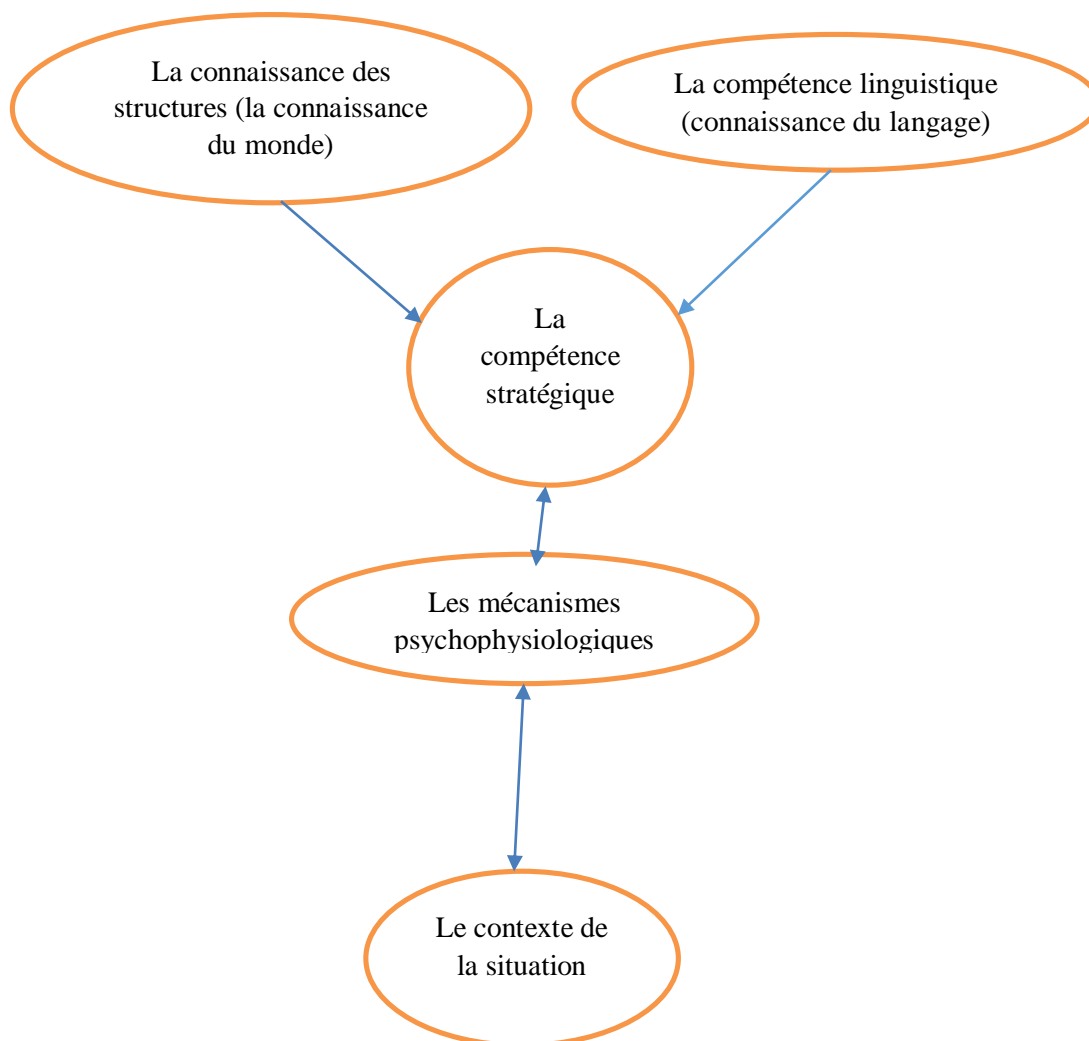 La connaissance des
structures (la connaissance
du monde)
La compétence linguistique
(connaissance du langage)
La
compétence
stratégique
Les mécanismes
psychophysiologiques
Le contexte de
la situation